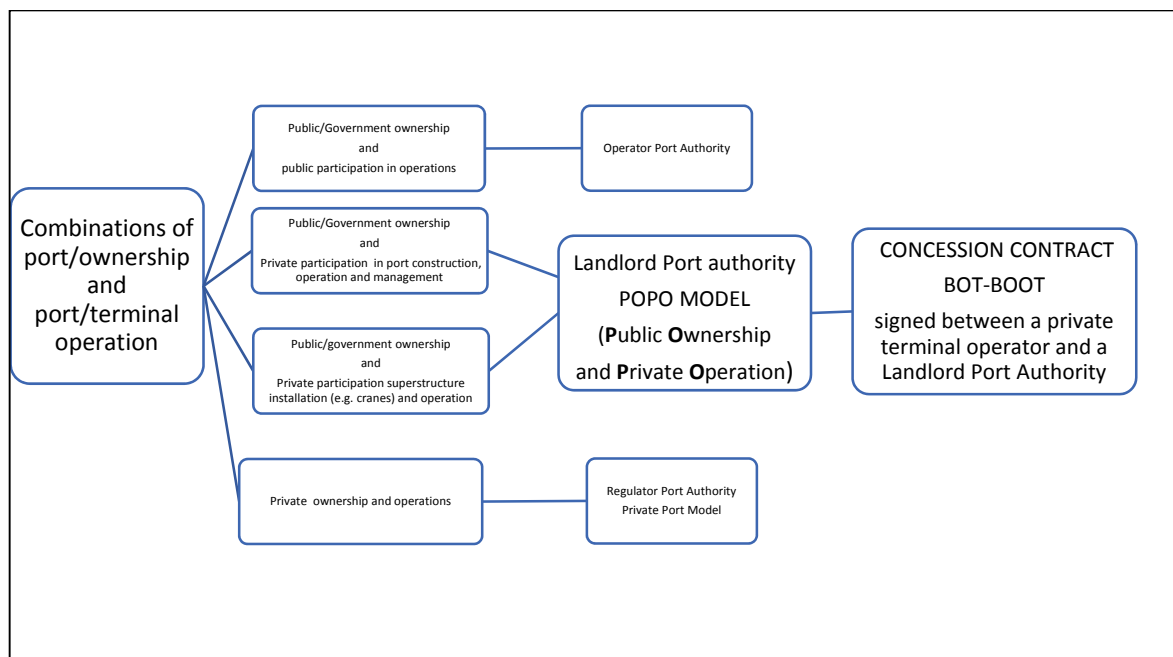 Combinations of
port/ownership
and
port/terminal
operation
Public/Government ownership
and
public participation in operations
Operator Port Authority
Public/Government ownership
and
Private participation in port construction,
operation and management
Public/government ownership
and
Private participation superstructure
installation (e.g. cranes) and operation
Landlord Port authority
POPO MODEL
(Public Ownership
and Private Operation)
CONCESSION CONTRACT
BOT-BOOT
signed between a private
terminal operator and a
Landlord Port Authority
Private ownership and operations
Regulator Port Authority
Private Port Model